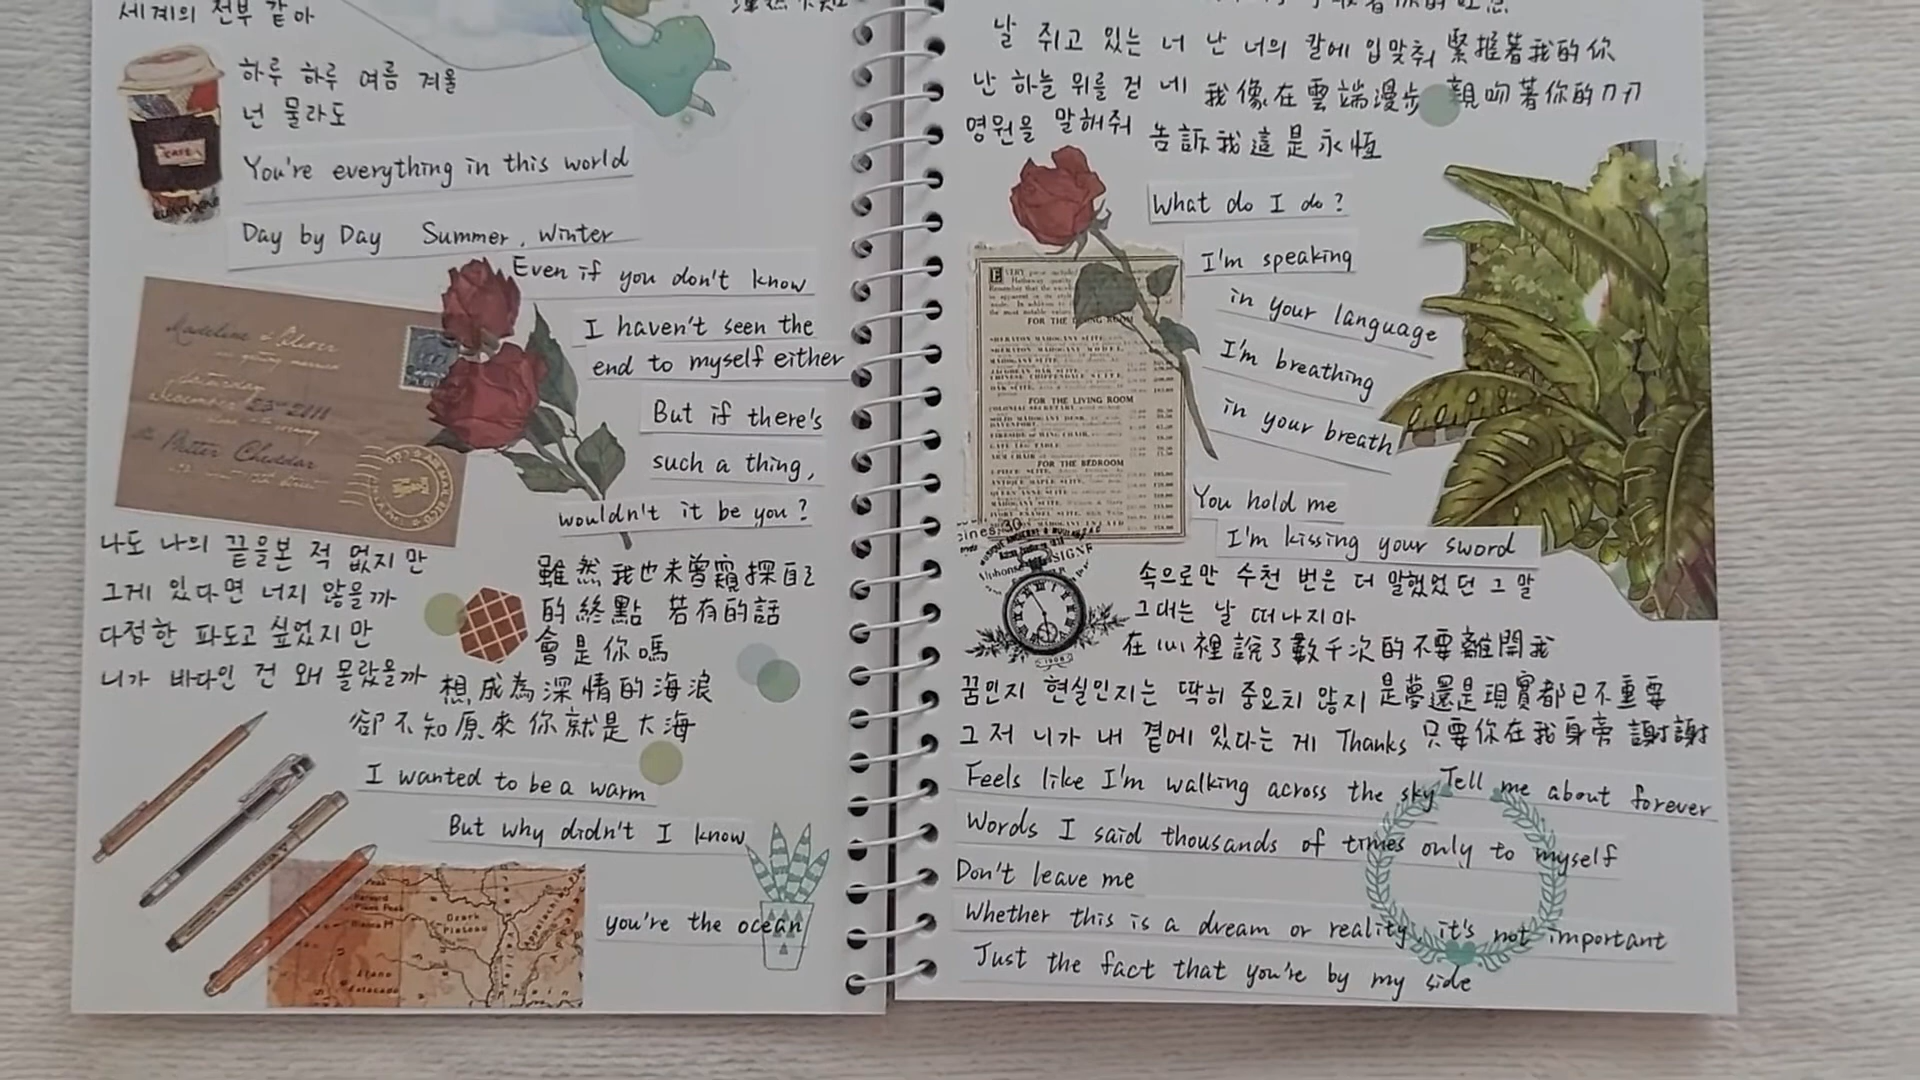 세계의 전부 같아
하루 하루 여름 겨울
넌 몰라도
You're everything in this world
Day by Day Summer, Winter
Even if you don't know
I haven't seen the
end to myself either
But if there's
such a thing,
wouldn't it be you?
나도 나의 끝을본 적 없지만
그게 있다면 너지 않을까
다정한 파도고 싶었지만
니가 바다인 건 왜 몰랐을까
雖然我也未曾窺探自己
的終點 若有的話
會是你嗎
想成為深情的海浪
卻不知原來你就是大海
I wanted to be a warm
But why didn't I know
you're the ocean
Ozark
Plateau
날 쥐고 있는 너 난 너의 칼에 입맞춰 緊握著我的你
난 하늘 위를 걷네 我像在雲端漫步 親吻著你的刀刃
영원을 말해줘 告訴我這是永恆
What do I do?
I'm speaking
in your language
I'm breathing
in your breath
You hold me
I'm kissing your sword
FOR THE LIVING ROOM
FOR THE BEDROOM
속으로만 수천 번은 더 말했었던 그 말
그대는 날 떠나지마
在心裡說了數千次的不要離開我
꿈인지 현실인지는 딱히 중요치 않지 是夢還是現實都已不重要
그저 니가 내 곁에 있다는 게 Thanks 只要你在我身旁 謝謝
Feels like I'm walking across the sky Tell me about forever
Words I said thousands of times only to myself
Don't leave me
Whether this is a dream or reality, it's not important
Just the fact that you're by my side